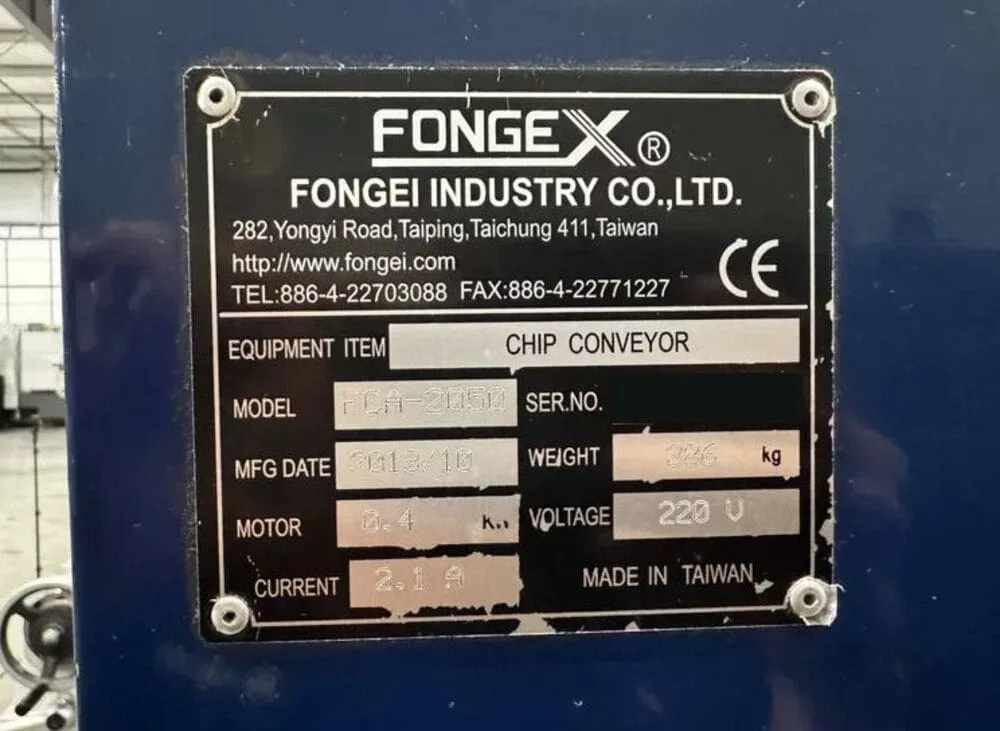 FONGEX®
FONGEI INDUSTRY CO.,LTD.
282,Yongyi Road,Taiping,Taichung 411,Taiwan
http://www.fongei.com
TEL:886-4-22703088 FAX:886-4-22771227
CE
EQUIPMENT ITEM CHIP CONVEYOR
MODEL SER.NO.
MFG DATE 2013/10 WEIGHT kg
MOTOR 0.4 VOLTAGE 220 V
CURRENT 2.1 A MADE IN TAIWAN